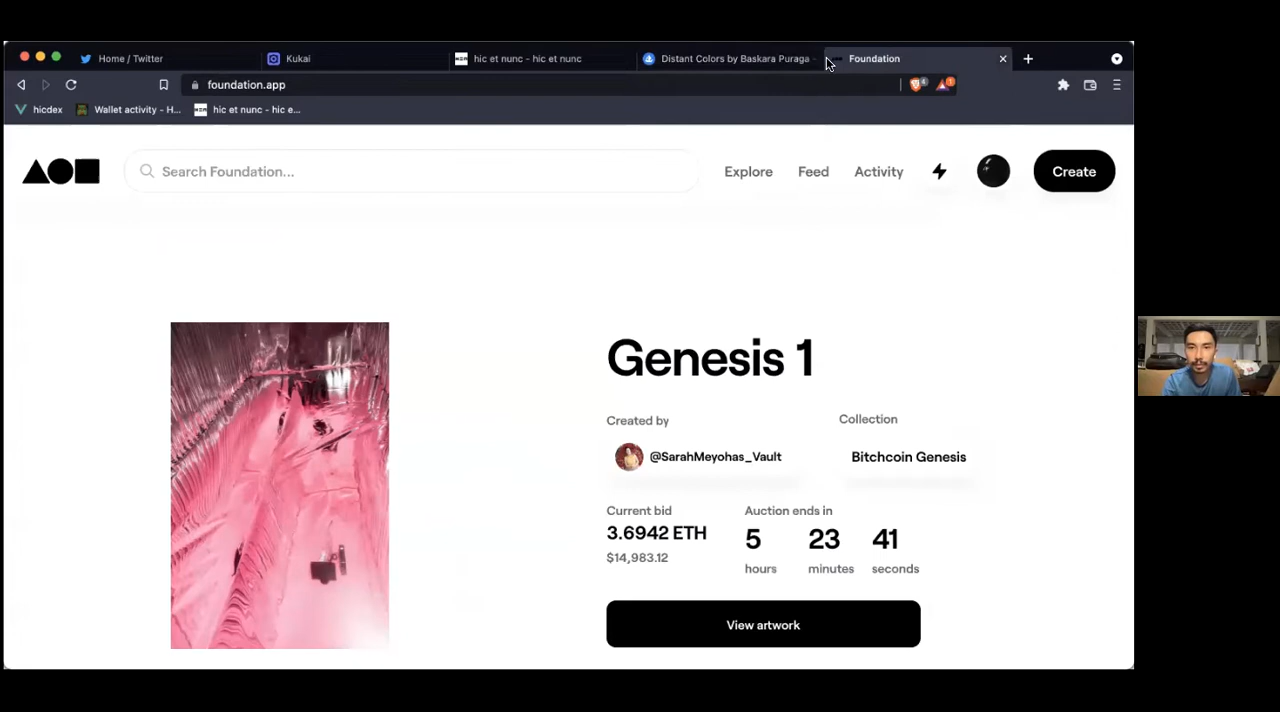 Home / Twitter
Kukai
hic et nunc - hic et nunc
Distant Colors by Baskara Puraga -
Foundation
foundation.app
4
1
hicdex
Wallet activity - H...
hic et nunc - hic e...
Search Foundation...
Explore
Feed
Activity
Create
Genesis 1
Created by
Collection
@SarahMeyohas_Vault
Bitchcoin Genesis
Current bid
Auction ends in
3.6942 ETH
5
23
41
$14,983.12
hours
minutes
seconds
View artwork